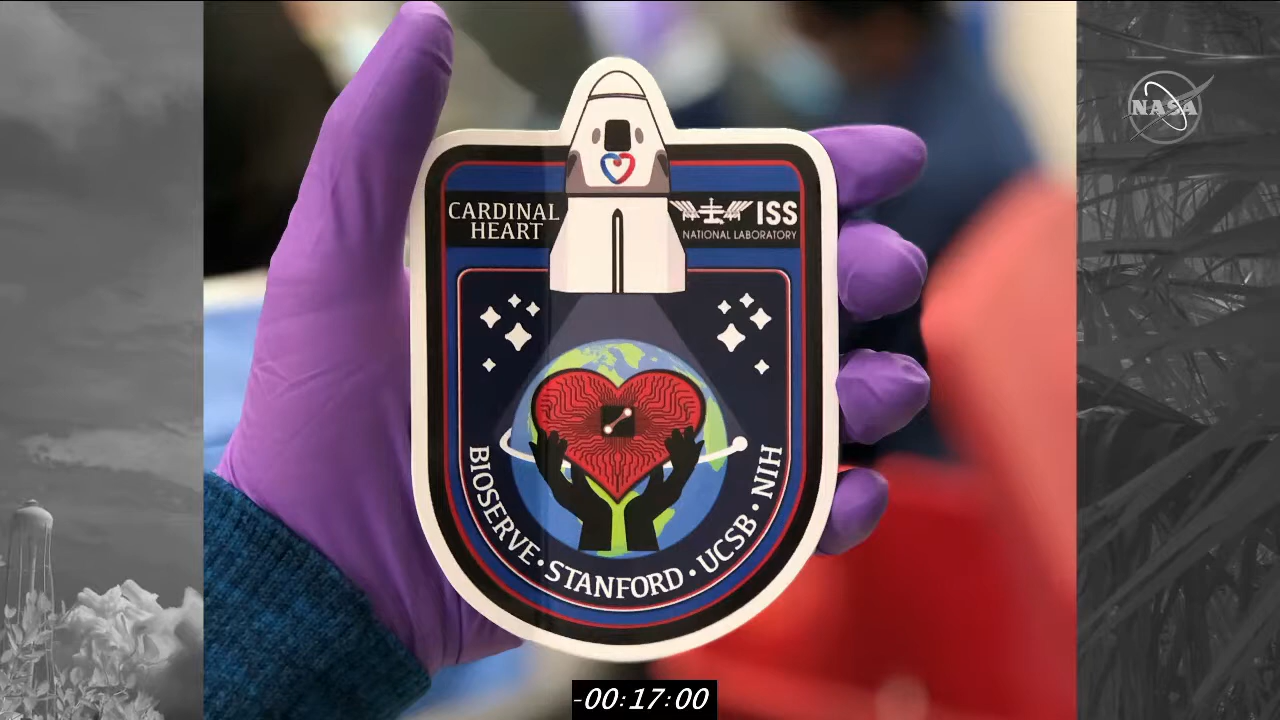 NASA
CARDINAL
HEART
ISS
NATIONAL LABORATORY
BIOSERVE • STANFORD • UCSB • NIH
-00:17:00